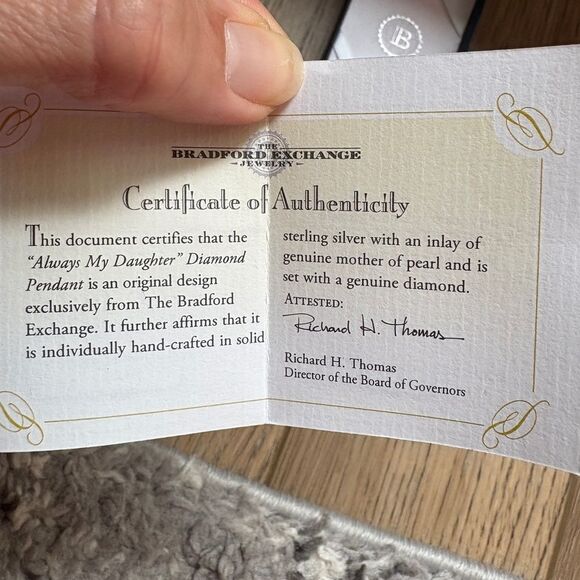 B
THE
BRADFORD EXCHANGE
JEWELRY
Certificate of Authenticity
This document certifies that the
"Always My Daughter" Diamond
Pendant is an original design
exclusively from The Bradford
Exchange. It further affirms that it
is individually hand-crafted in solid
sterling silver with an inlay of
genuine mother of pearl and is
set with a genuine diamond.
ATTESTED:
Richard H. Thomas
Richard H. Thomas
Director of the Board of Governors